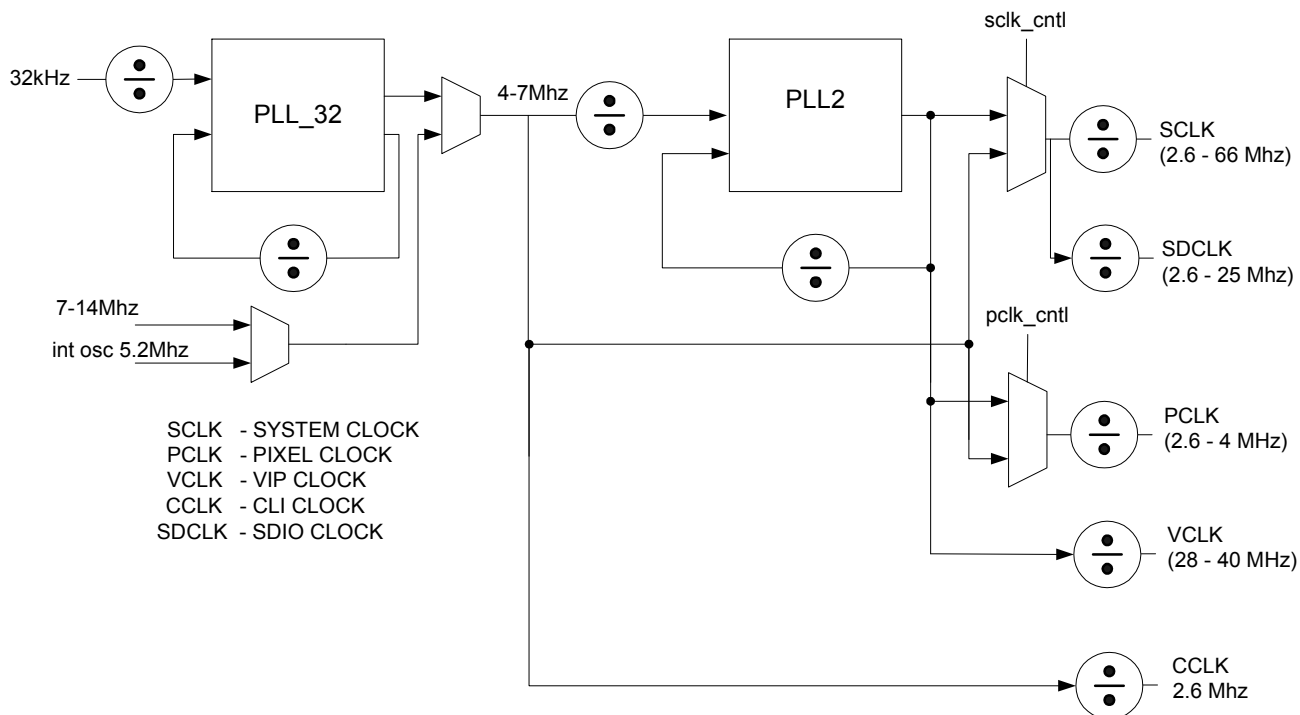 sclk_cntl
32kHz
PLL_32
4-7Mhz
PLL2
SCLK
(2.6 - 66 Mhz)
SDCLK
(2.6 - 25 Mhz)
7-14Mhz
int osc 5.2Mhz
pclk_cntl
PCLK
(2.6 - 4 MHz)
SCLK - SYSTEM CLOCK
PCLK - PIXEL CLOCK
VCLK - VIP CLOCK
CCLK - CLI CLOCK
SDCLK - SDIO CLOCK
VCLK
(28 - 40 MHz)
CCLK
2.6 Mhz